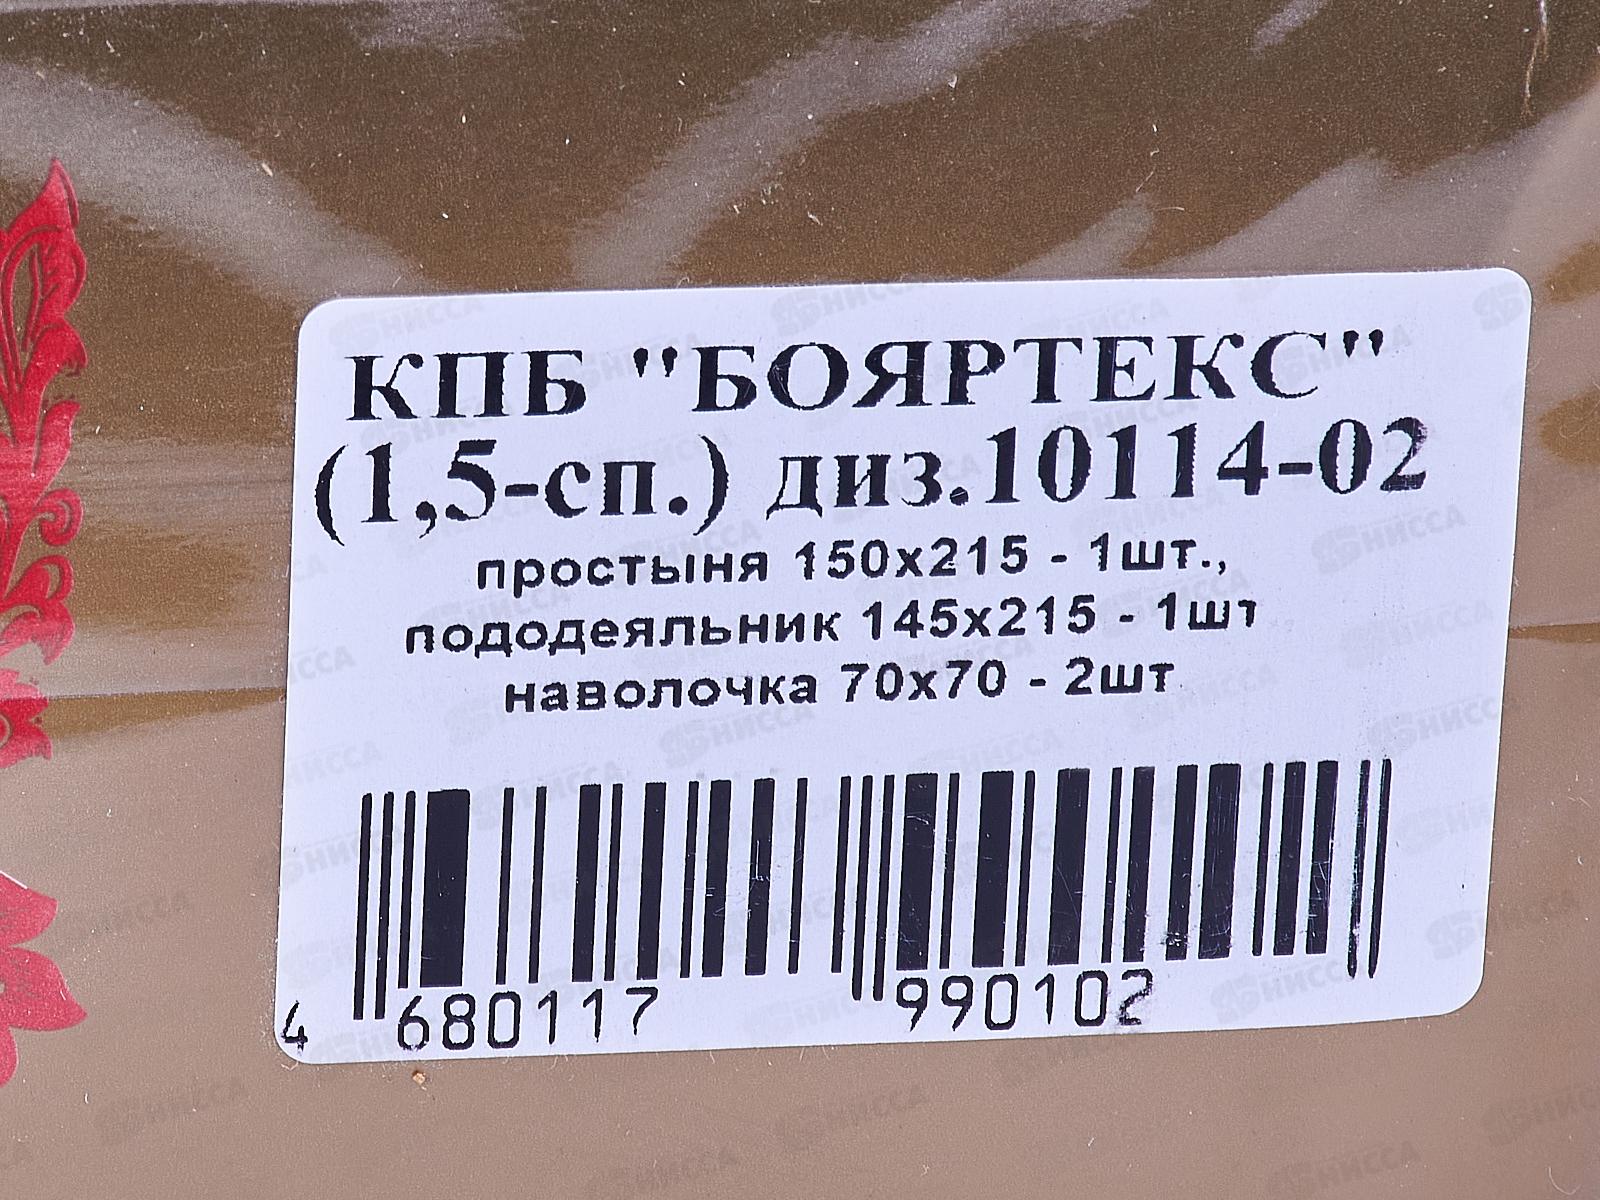 КПБ "БОЯРТЕКС"
(1,5-сп.) диз.10114-02
простыня 150х215 - 1шт.,
пододеяльник 145х215 - 1шт
наволочка 70х70 - 2шт
4 680117 990102